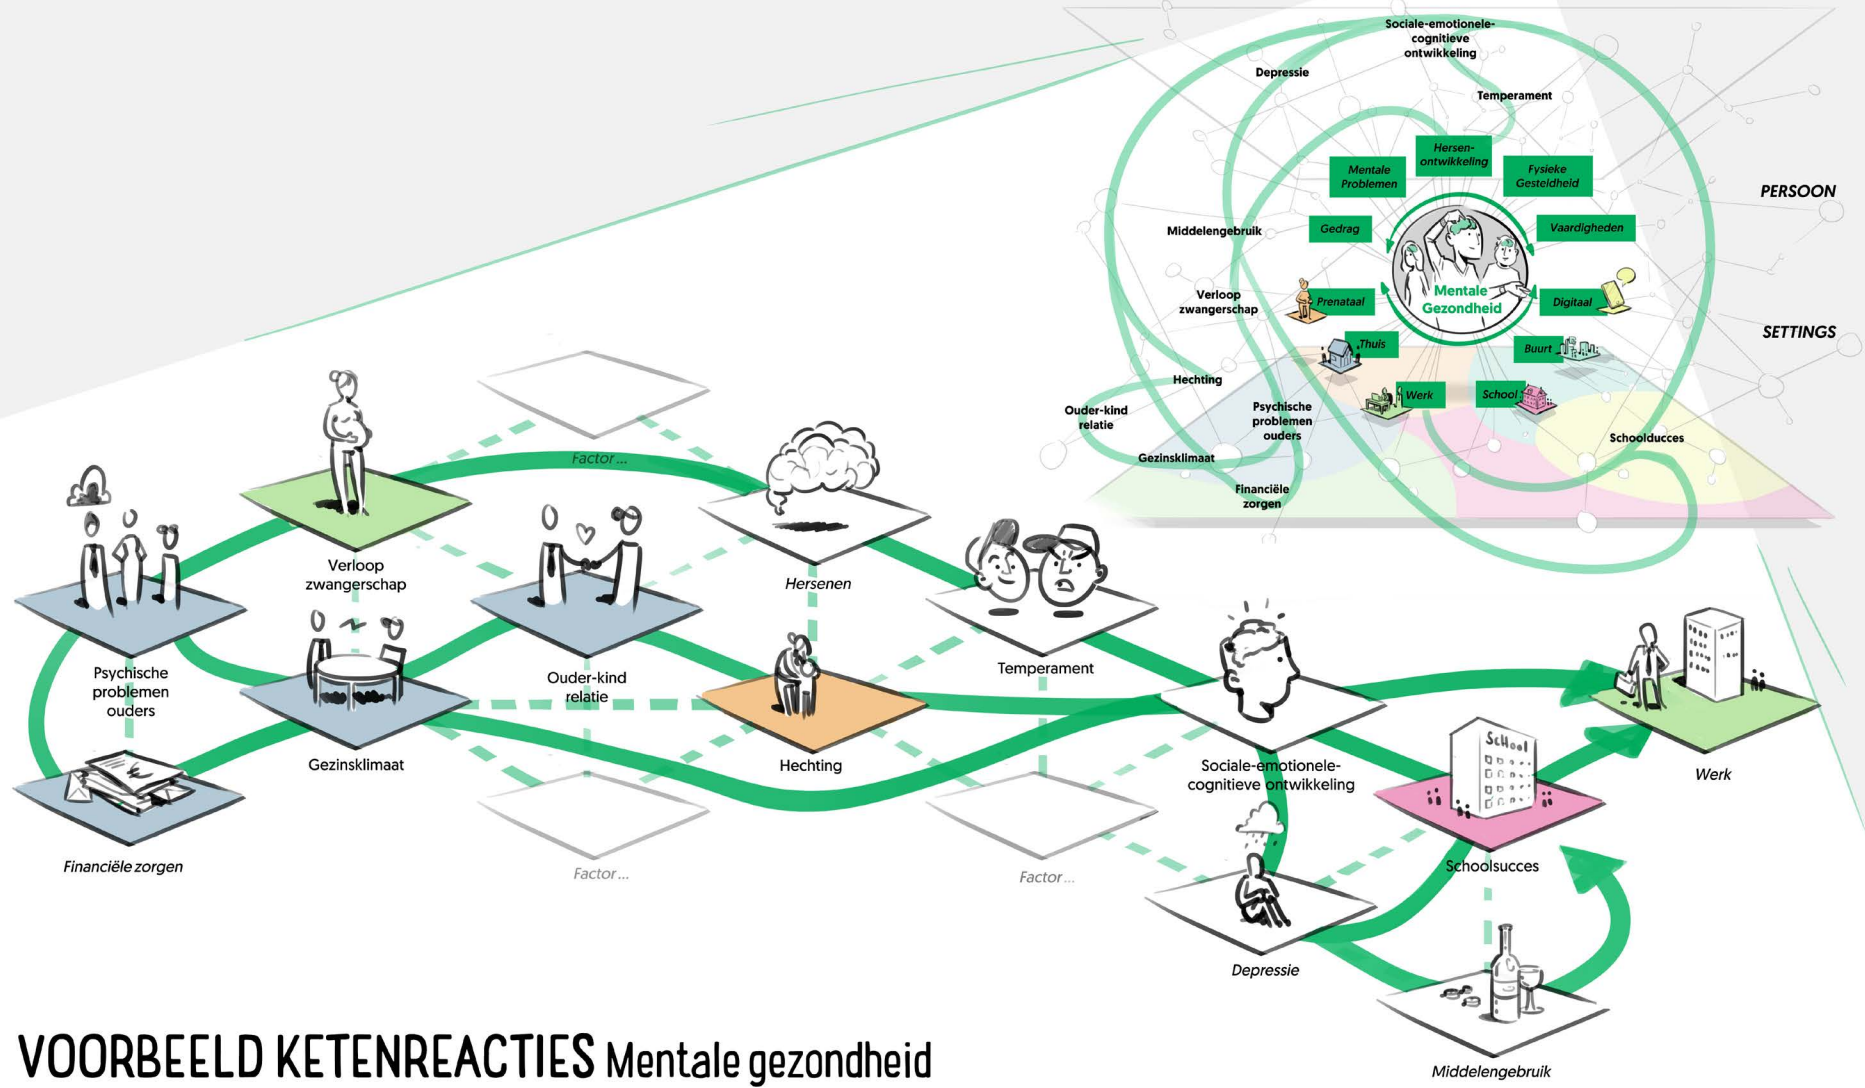 Sociale-emotionele-
cognitieve
ontwikkeling
Depressie
Temperament
Hersen-
ontwikkeling
Mentale
Problemen
Fysieke
Gesteldheid
PERSOON
Gedrag
Vaardigheden
Middelengebruik
Mentale
Gezondheid
Verloop
zwangerschap
Prenataal
Digitaal
SETTINGS
Thuis
Buurt
Hechting
Werk
School
Ouder-kind
relatie
Psychische
problemen
ouders
Schoolducces
Gezinsklimaat
Financiële
zorgen
Factor...
Verloop
zwangerschap
Hersenen
Psychische
problemen
ouders
Ouder-kind
relatie
Temperament
Gezinsklimaat
Hechting
Sociale-emotionele-
cognitieve ontwikkeling
SCHool
Werk
€
Financiële zorgen
Factor...
Factor...
Schoolsucces
Depressie
Middelengebruik
VOORBEELD KETENREACTIES Mentale gezondheid